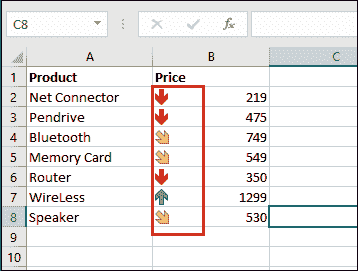 C8 fx
A B C
1 Product Price
2 Net Connector 219
3 Pendrive 475
4 Bluetooth 749
5 Memory Card 549
6 Router 350
7 WireLess 1299
8 Speaker 530
9
10